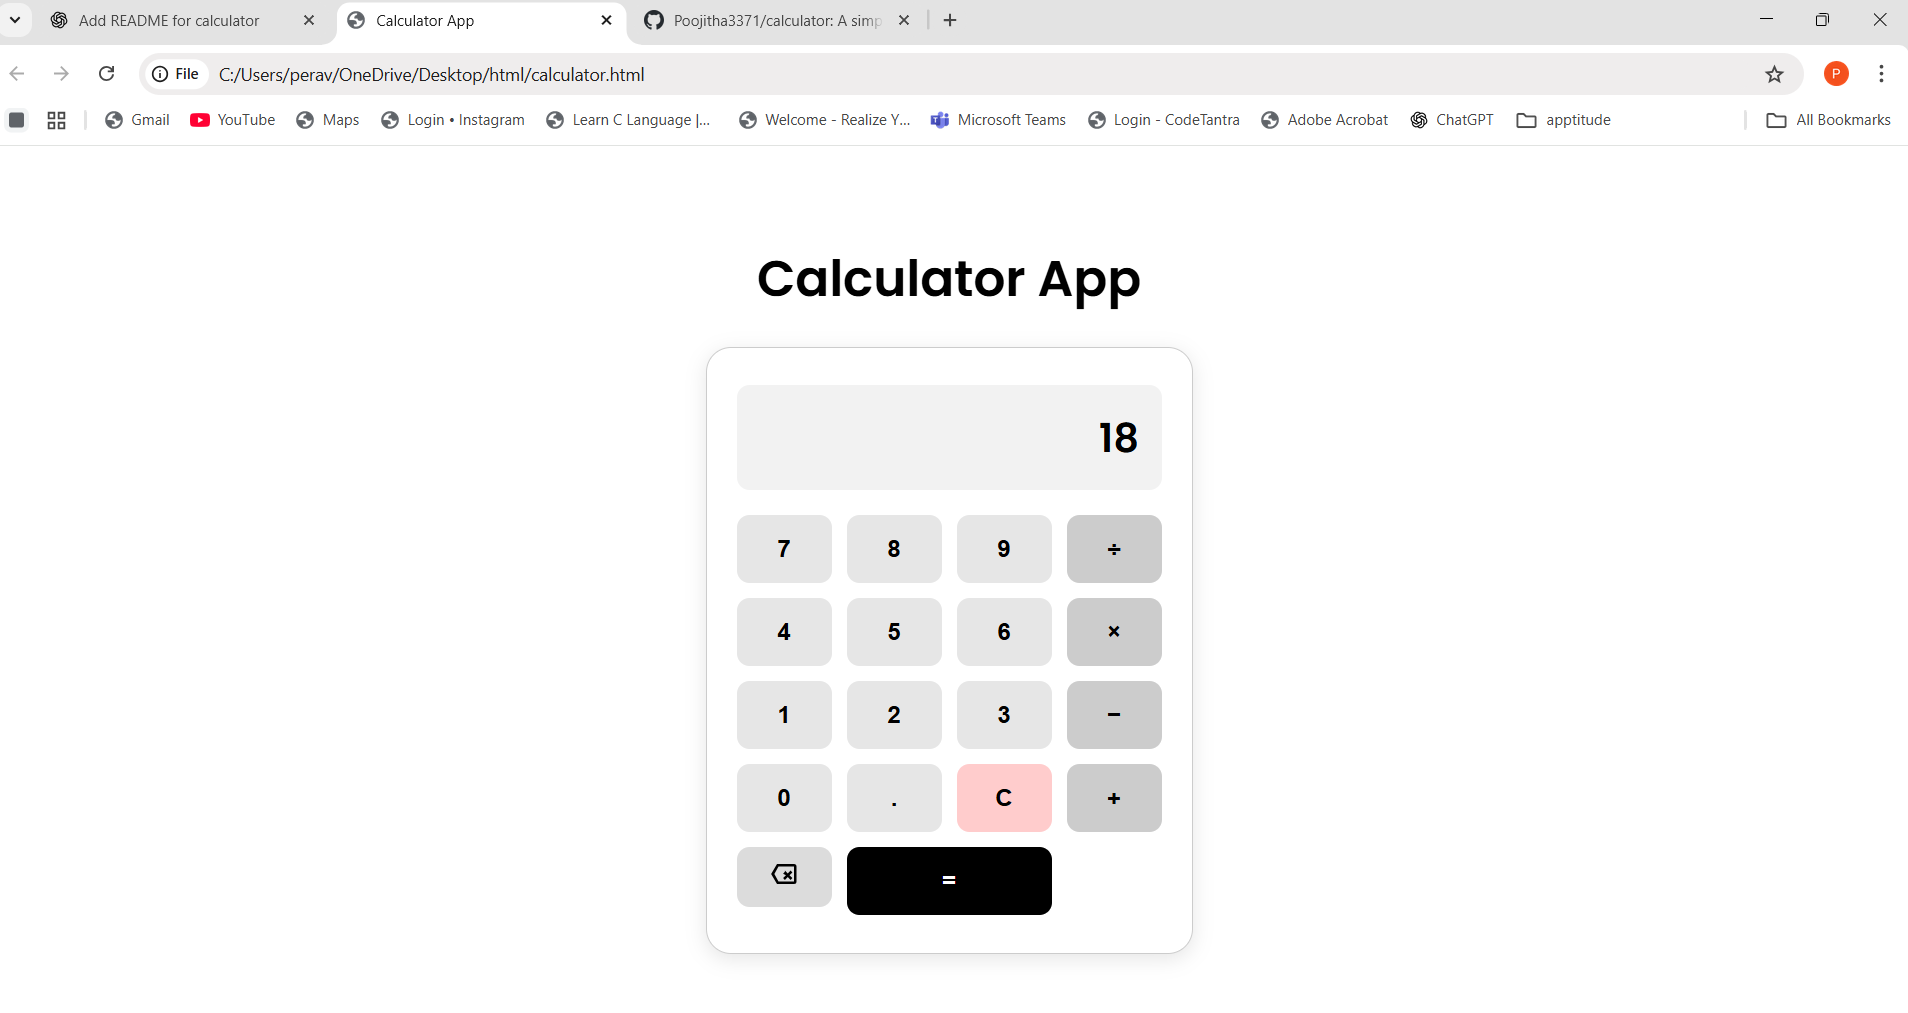 Add README for calculator
Calculator App
Poojitha3371/calculator: A simp
File
C:/Users/perav/OneDrive/Desktop/html/calculator.html
P
Gmail
YouTube
Maps
Login • Instagram
Learn C Language |...
Welcome - Realize Y...
Microsoft Teams
Login - CodeTantra
Adobe Acrobat
ChatGPT
apptitude
All Bookmarks
Calculator App
18
7 8 9 ÷
4 5 6 ×
1 2 3 −
0 . C +
=